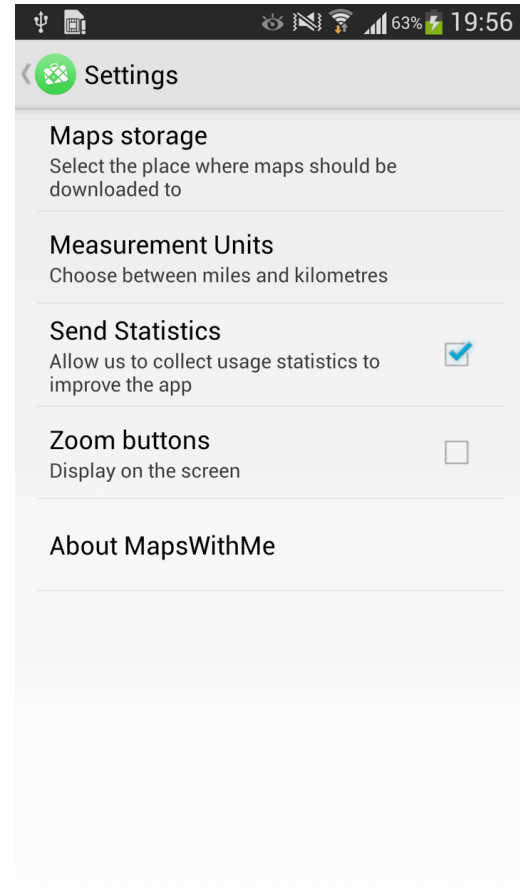 63% 19:56
Settings
Maps storage
Select the place where maps should be
downloaded to
Measurement Units
Choose between miles and kilometres
Send Statistics
Allow us to collect usage statistics to
improve the app
Zoom buttons
Display on the screen
About MapsWithMe